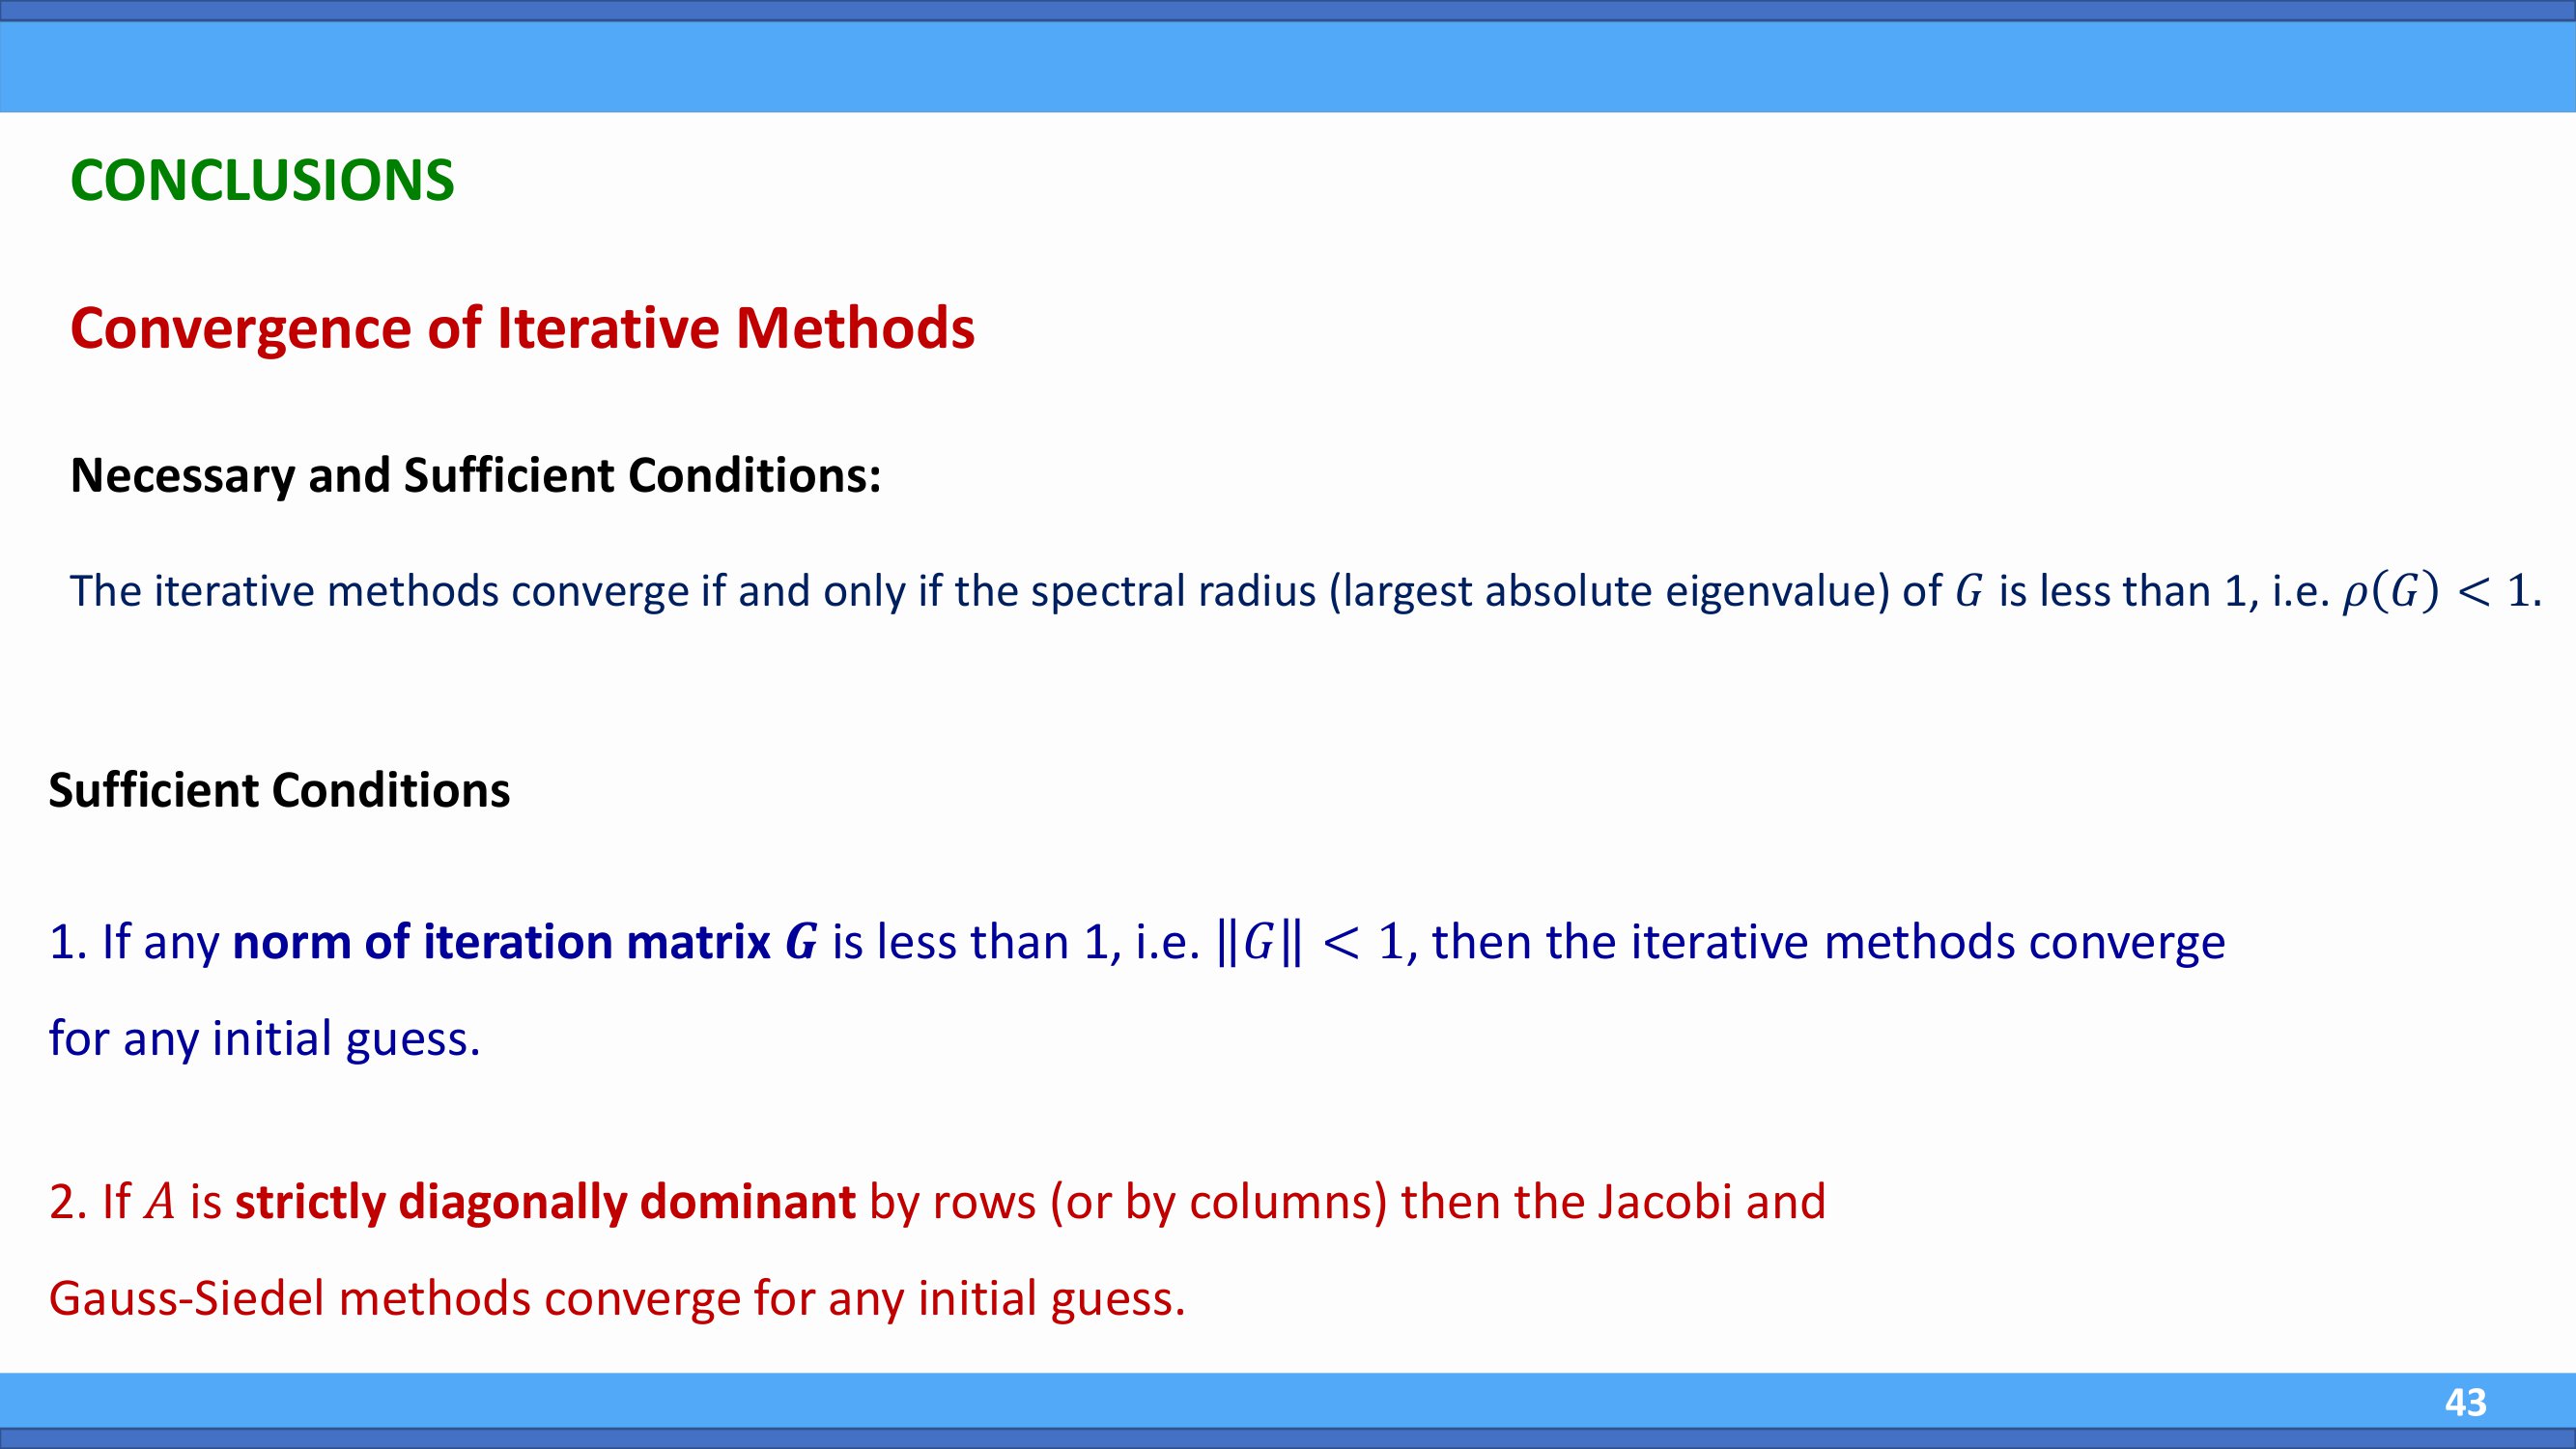 CONCLUSIONS
Convergence of Iterative Methods
Necessary and Sufficient Conditions:
The iterative methods converge if and only if the spectral radius (largest absolute eigenvalue) of 𝐺 is less than 1, i.e. 𝜌(𝐺) < 1.
Sufficient Conditions
1. If any norm of iteration matrix 𝑮 is less than 1, i.e. ‖𝐺‖ < 1, then the iterative methods converge
for any initial guess.
2. If 𝐴 is strictly diagonally dominant by rows (or by columns) then the Jacobi and
Gauss-Siedel methods converge for any initial guess.
43